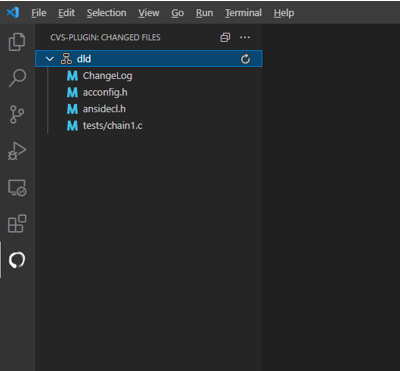 File Edit Selection View Go Run Terminal Help
CVS-PLUGIN: CHANGED FILES
dld
M ChangeLog
M acconfig.h
M ansidecl.h
M tests/chain1.c